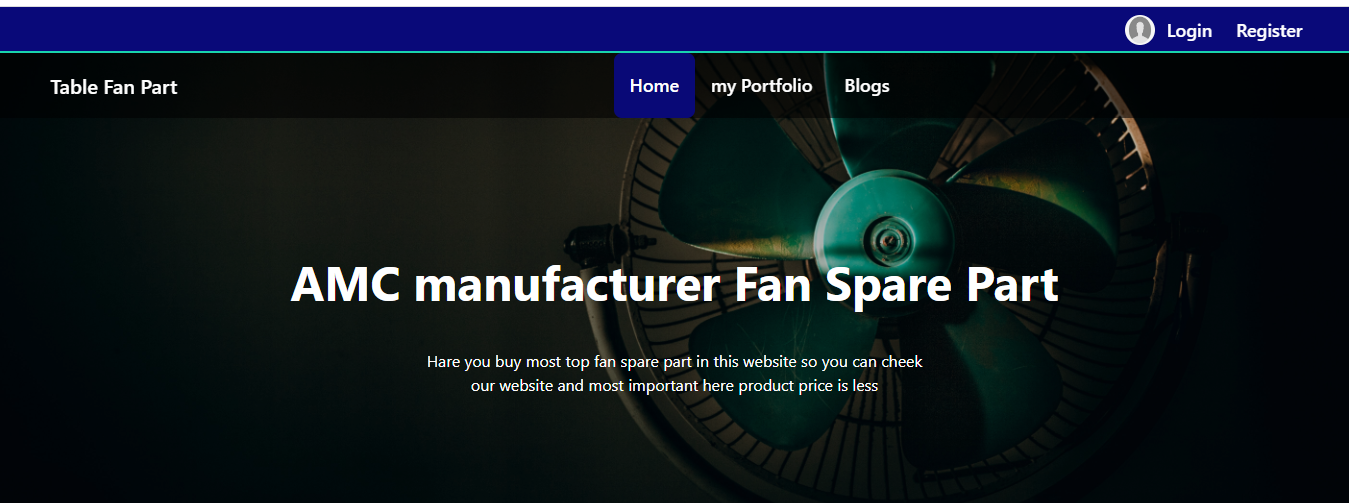 Login Register
Table Fan Part Home my Portfolio Blogs
AMC manufacturer Fan Spare Part
Hare you buy most top fan spare part in this website so you can cheek
our website and most important here product price is less